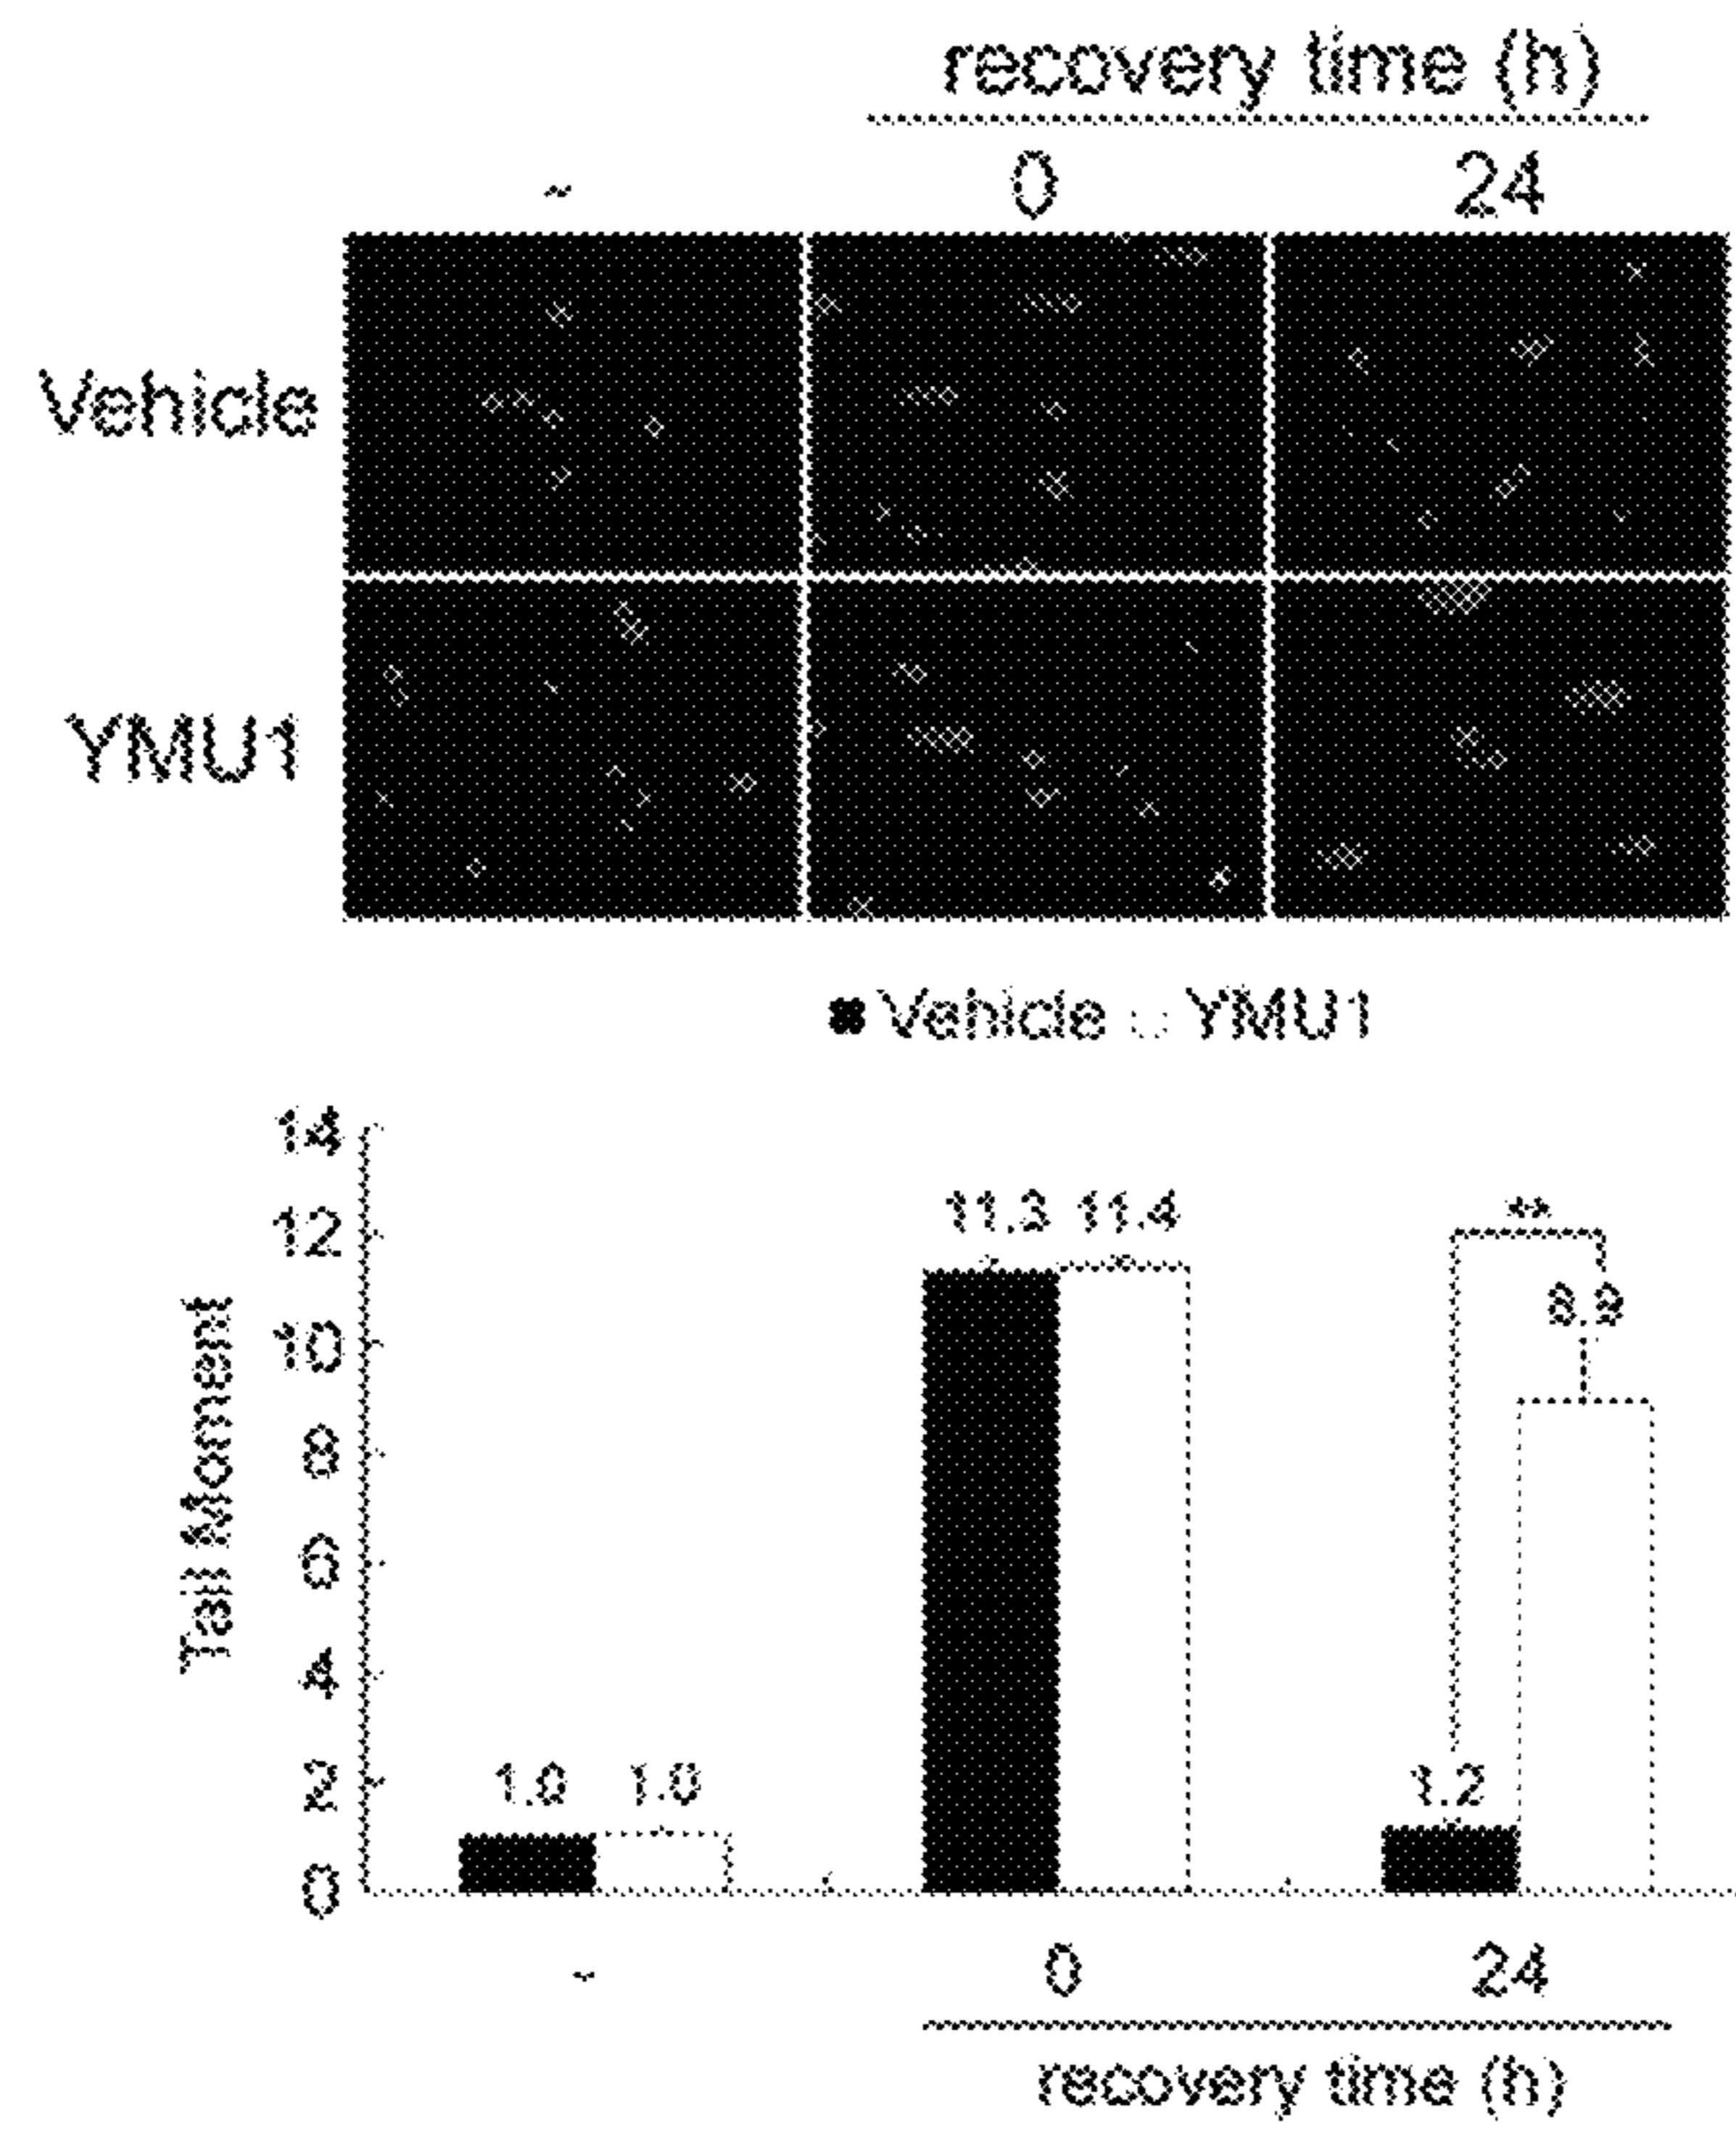 recovery time (h)
- 0 24
Vehicle
YMU1
Vehicle YMU1
Tail Moment
14
12
10
8
6
4
2
0
1.0 1.0
11.3 11.4
**
8.9
1.2
- 0 24
recovery time (h)